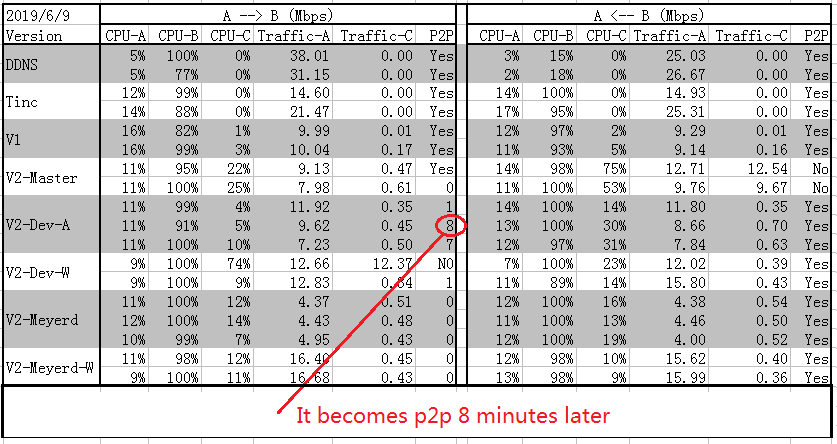 2019/6/9 A --> B (Mbps) A <-- B (Mbps)
Version CPU-A CPU-B CPU-C Traffic-A Traffic-C P2P CPU-A CPU-B CPU-C Traffic-A Traffic-C P2P
DDNS 5% 100% 0% 38.01 0.00 Yes 3% 15% 0% 25.03 0.00 Yes
5% 77% 0% 31.15 0.00 Yes 2% 18% 0% 26.67 0.00 Yes
Tinc 12% 99% 0% 14.60 0.00 Yes 14% 100% 0% 14.93 0.00 Yes
14% 88% 0% 21.47 0.00 Yes 17% 95% 0% 25.31 0.00 Yes
V1 16% 82% 1% 9.99 0.01 Yes 12% 97% 2% 9.29 0.01 Yes
16% 99% 3% 10.04 0.17 Yes 11% 93% 5% 9.14 0.16 Yes
V2-Master 11% 95% 22% 9.13 0.47 Yes 14% 98% 75% 12.71 12.54 No
11% 100% 25% 7.98 0.61 0 11% 100% 53% 9.76 9.67 No
V2-Dev-A 11% 99% 4% 11.92 0.35 1 14% 100% 14% 11.80 0.35 Yes
11% 91% 5% 9.62 0.45 8 13% 100% 30% 8.66 0.70 Yes
11% 100% 10% 7.23 0.50 7 12% 97% 31% 7.84 0.63 Yes
V2-Dev-W 9% 100% 74% 12.66 12.37 NO 7% 100% 23% 12.02 0.39 Yes
9% 100% 9% 12.83 0.34 1 11% 89% 14% 15.80 0.43 Yes
V2-Meyerd 11% 100% 12% 4.37 0.51 0 12% 100% 16% 4.38 0.54 Yes
12% 100% 14% 4.43 0.48 0 11% 100% 13% 4.46 0.50 Yes
10% 99% 7% 4.95 0.43 0 12% 100% 19% 4.00 0.52 Yes
V2-Meyerd-W 11% 98% 12% 16.40 0.45 0 12% 98% 10% 15.62 0.40 Yes
9% 100% 11% 16.68 0.43 0 13% 98% 9% 15.99 0.36 Yes
It becomes p2p 8 minutes later